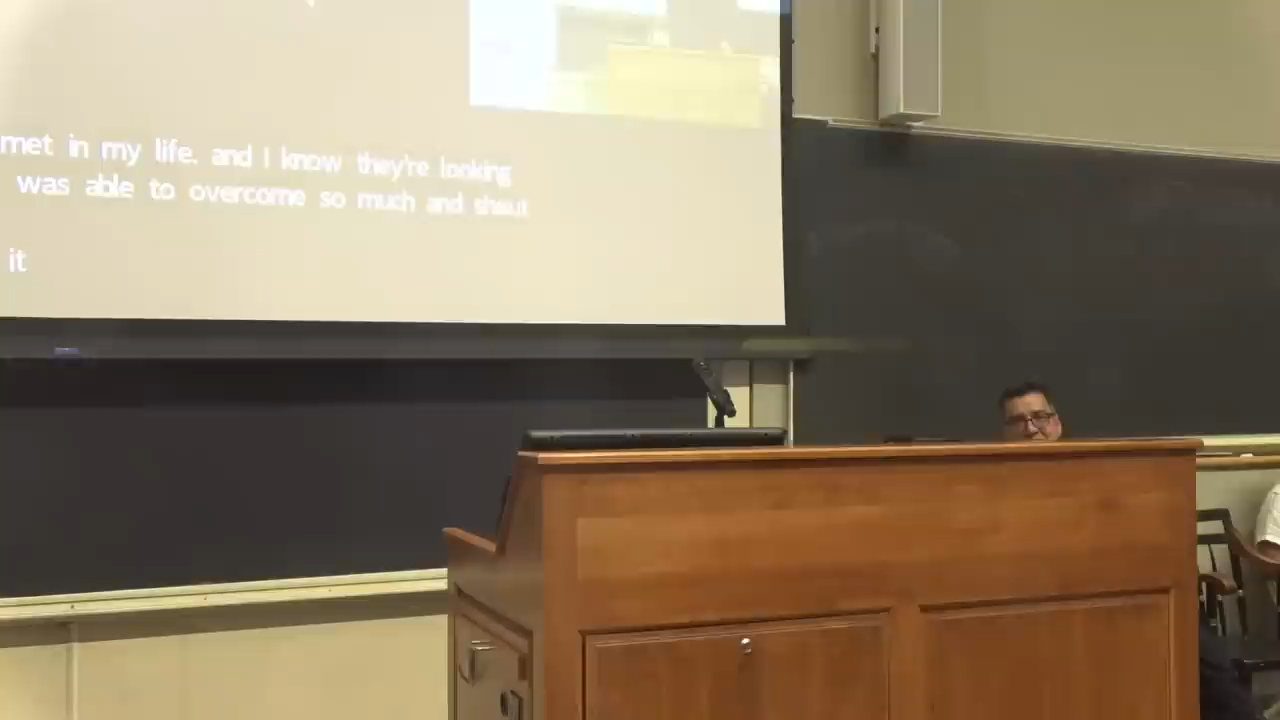 met in my life. and I know they're looking
was able to overcome so much and shout
it